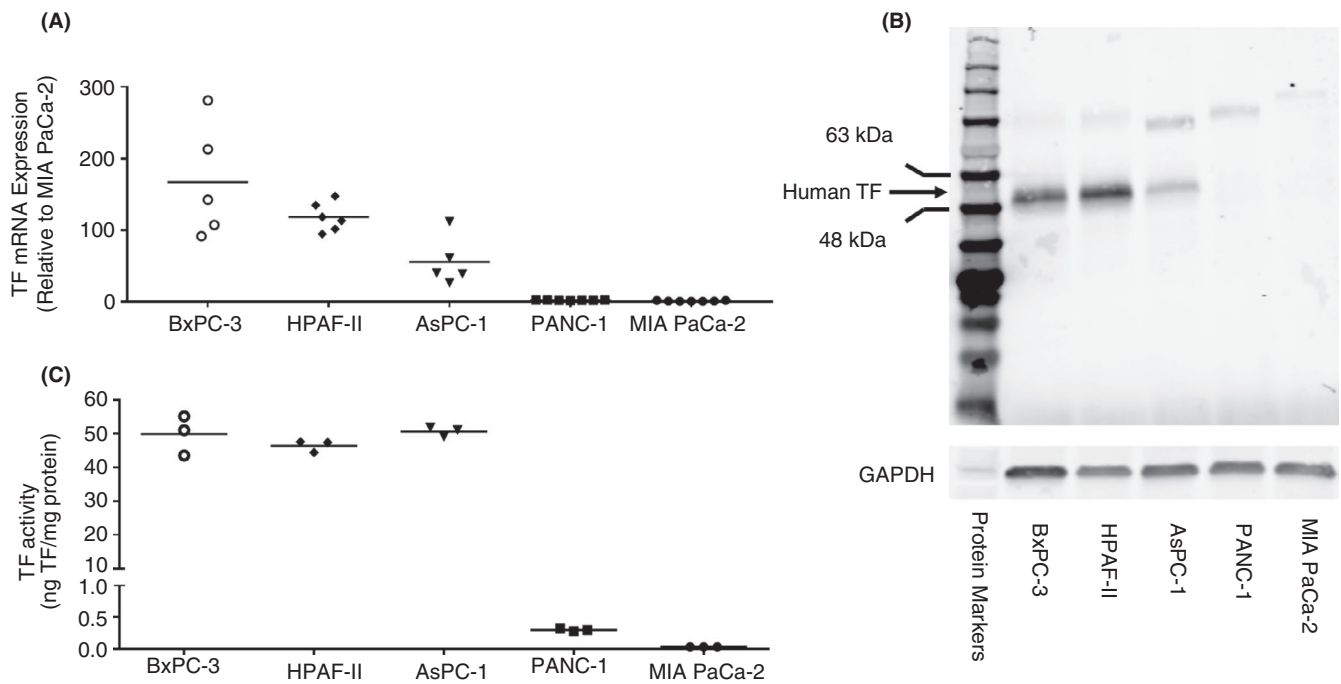 (A)
TF mRNA Expression
(Relative to MIA PaCa-2)
300
200
100
0
BxPC-3 HPAF-II AsPC-1 PANC-1 MIA PaCa-2
(B)
63 kDa
Human TF
48 kDa
GAPDH
Protein Markers
BxPC-3
HPAF-II
AsPC-1
PANC-1
MIA PaCa-2
(C)
TF activity
(ng TF/mg protein)
60
50
40
30
20
10
1.0
0.5
0.0
BxPC-3 HPAF-II AsPC-1 PANC-1 MIA PaCa-2